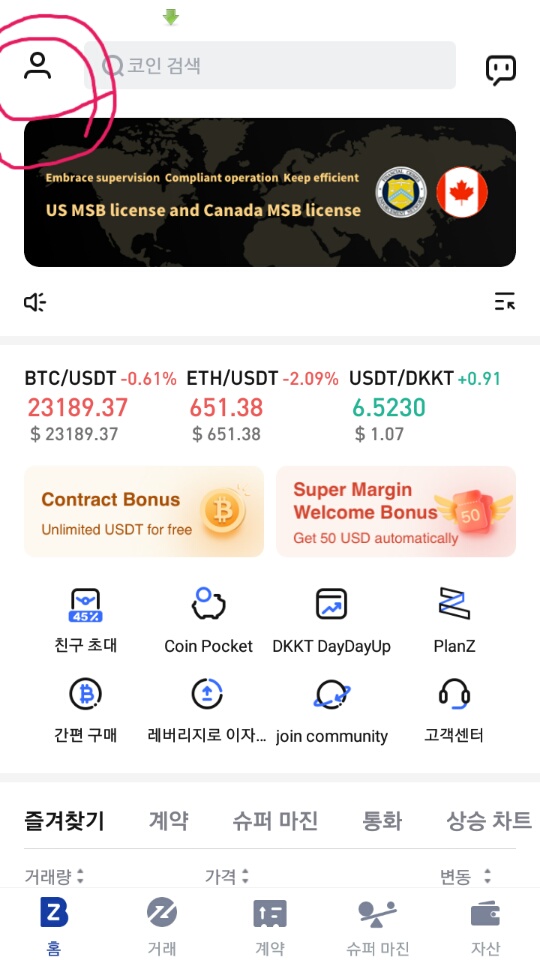 코인 검색
Embrace supervision Compliant operation Keep efficient
US MSB license and Canada MSB license
BTC/USDT -0.61% ETH/USDT -2.09% USDT/DKKT +0.91
23189.37 651.38 6.5230
$ 23189.37 $ 651.38 $ 1.07
Contract Bonus
Unlimited USDT for free
Super Margin
Welcome Bonus
50
Get 50 USD automatically
45%
친구 초대 Coin Pocket DKKT DayDayUp PlanZ
간편 구매 레버리지로 이자... join community 고객센터
즐겨찾기 계약 슈퍼 마진 통화 상승 차트
거래량 가격 변동
홈 거래 계약 슈퍼 마진 자산